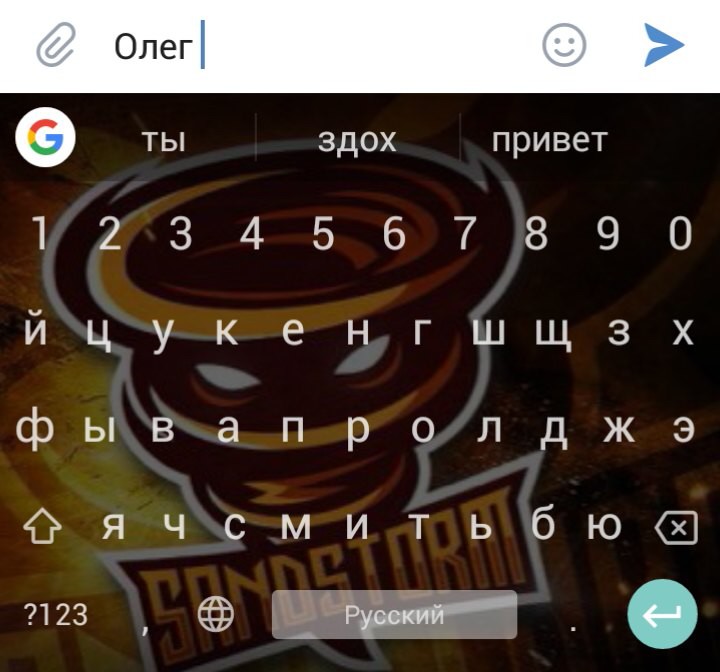 Олег
ты здох привет
1 2 3 4 5 6 7 8 9 0
й ц у к е н г ш щ з х
ф ы в а п р о л д ж э
я ч с м и т ь б ю
SANDSTORM
?123 , Русский .